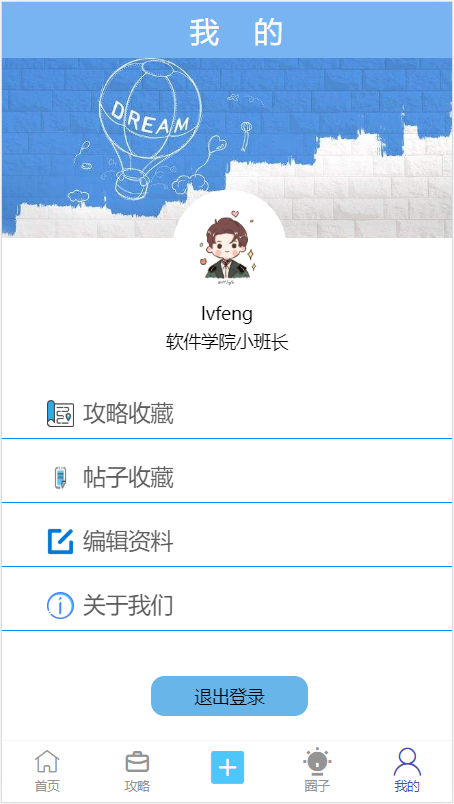 我 的
DREAM
lvfeng
软件学院小班长
攻略收藏
帖子收藏
编辑资料
关于我们
退出登录
首页
攻略
圈子
我的